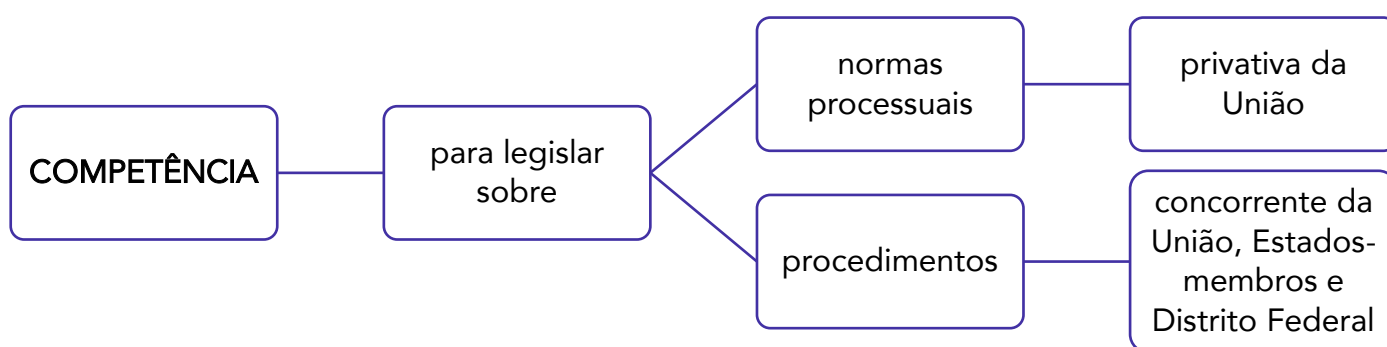 COMPETÊNCIA
para legislar
sobre
normas
processuais
privativa da
União
procedimentos
concorrente da
União, Estados-
membros e
Distrito Federal